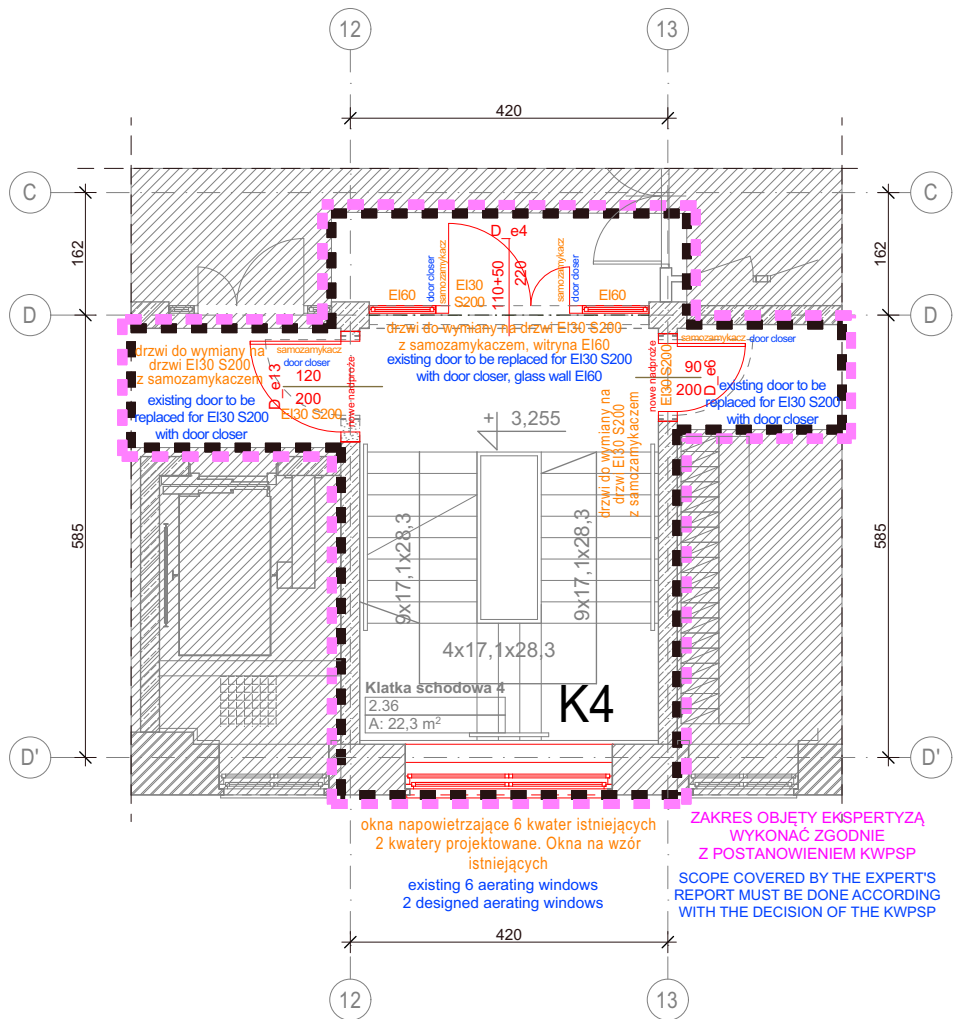 12
13
420
C
C
162
162
D_e4
110+50
220
door closer
samozamykacz
EI30
S200
samozamykacz
door closer
EI60
EI60
D
D
drzwi do wymiany na drzwi EI30 S200
z samozamykaczem, witryna EI60
existing door to be replaced for EI30 S200
with door closer, glass wall EI60
drzwi do wymiany na
drzwi EI30 S200
z samozamykaczem
existing door to be
replaced for EI30 S200
with door closer
samozamykacz
door closer
120
200
D_e13
EI30 S200
nowe nadproże
samozamykacz
door closer
nowe nadproże
EI30 S200
90
200
D_e6
existing door to be
replaced for EI30 S200
with door closer
drzwi do wymiany na
drzwi EI30 S200
z samozamykaczem
+ 3,255
585
585
9x17,1x28,3
9x17,1x28,3
4x17,1x28,3
Klatka schodowa 4
2.36
A: 22,3 m²
K4
D'
D'
okna napowietrzające 6 kwater istniejących
2 kwatery projektowane. Okna na wzór
istniejących
existing 6 aerating windows
2 designed aerating windows
ZAKRES OBJĘTY EKSPERTYZĄ
WYKONAĆ ZGODNIE
Z POSTANOWIENIEM KWPSP
SCOPE COVERED BY THE EXPERT'S
REPORT MUST BE DONE ACCORDING
WITH THE DECISION OF THE KWPSP
420
12
13